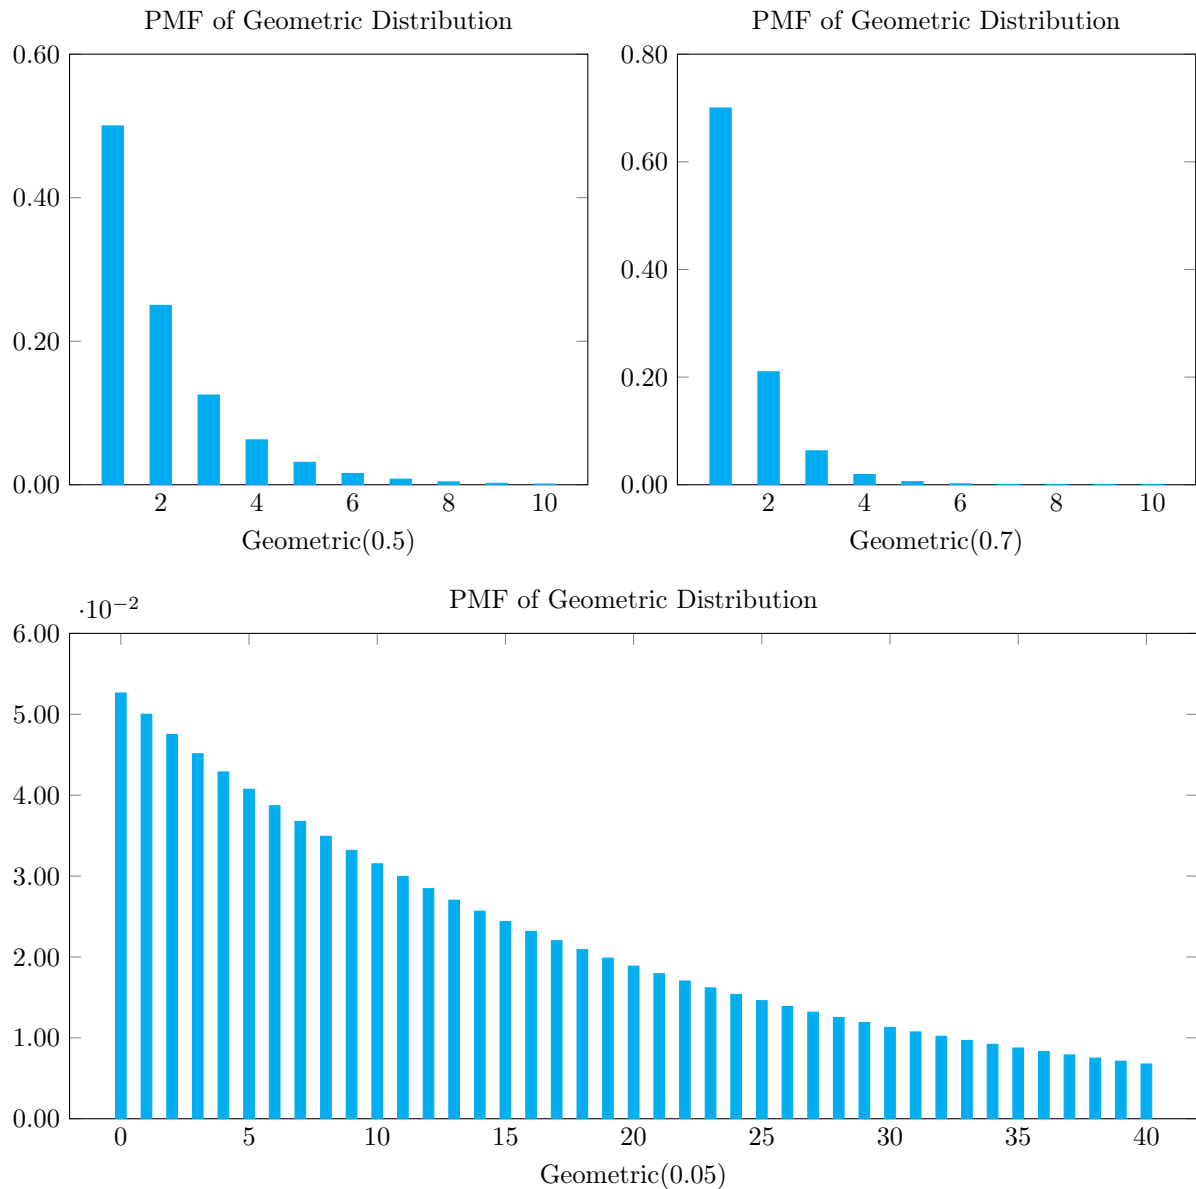 PMF of Geometric Distribution
0.60
0.40
0.20
0.00
2 4 6 8 10
Geometric(0.5)
PMF of Geometric Distribution
0.80
0.60
0.40
0.20
0.00
2 4 6 8 10
Geometric(0.7)
PMF of Geometric Distribution
·10⁻²
6.00
5.00
4.00
3.00
2.00
1.00
0.00
0 5 10 15 20 25 30 35 40
Geometric(0.05)